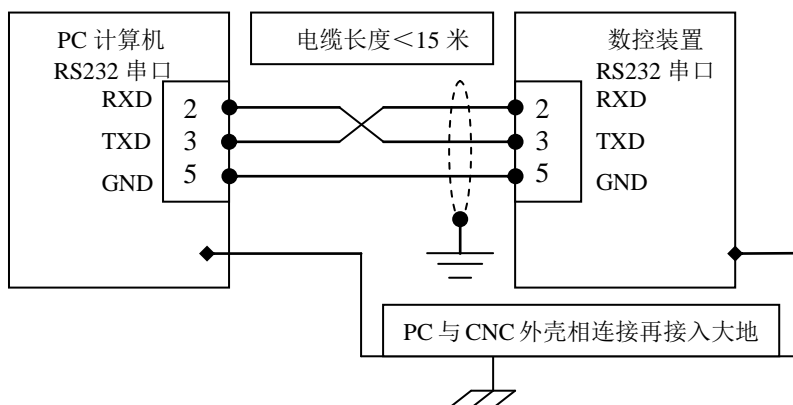 PC 计算机
RS232 串口
电缆长度＜15 米
数控装置
RS232 串口
RXD 2
TXD 3
GND 5
2 RXD
3 TXD
5 GND
PC 与 CNC 外壳相连接再接入大地